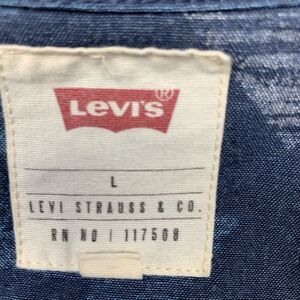 LEVI'S ®
L
LEVI STRAUSS & CO.
RN NO | 117508